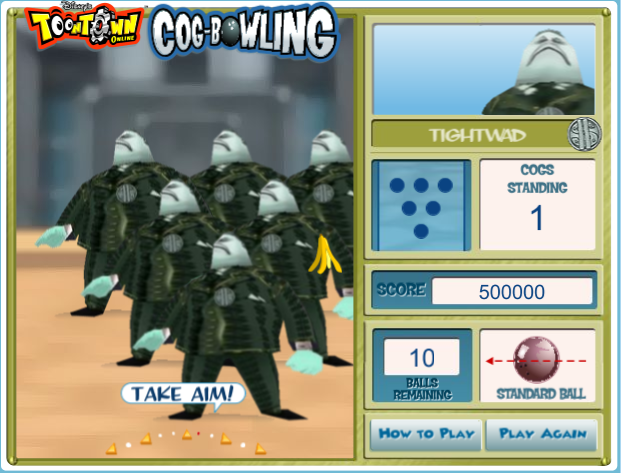 Disney's
TOONTOWN
ONLINE
COG-BOWLING
TIGHTWAD
COGS
STANDING
1
SCORE
500000
10
BALLS
REMAINING
STANDARD BALL
TAKE AIM!
HOW TO PLAY
PLAY AGAIN